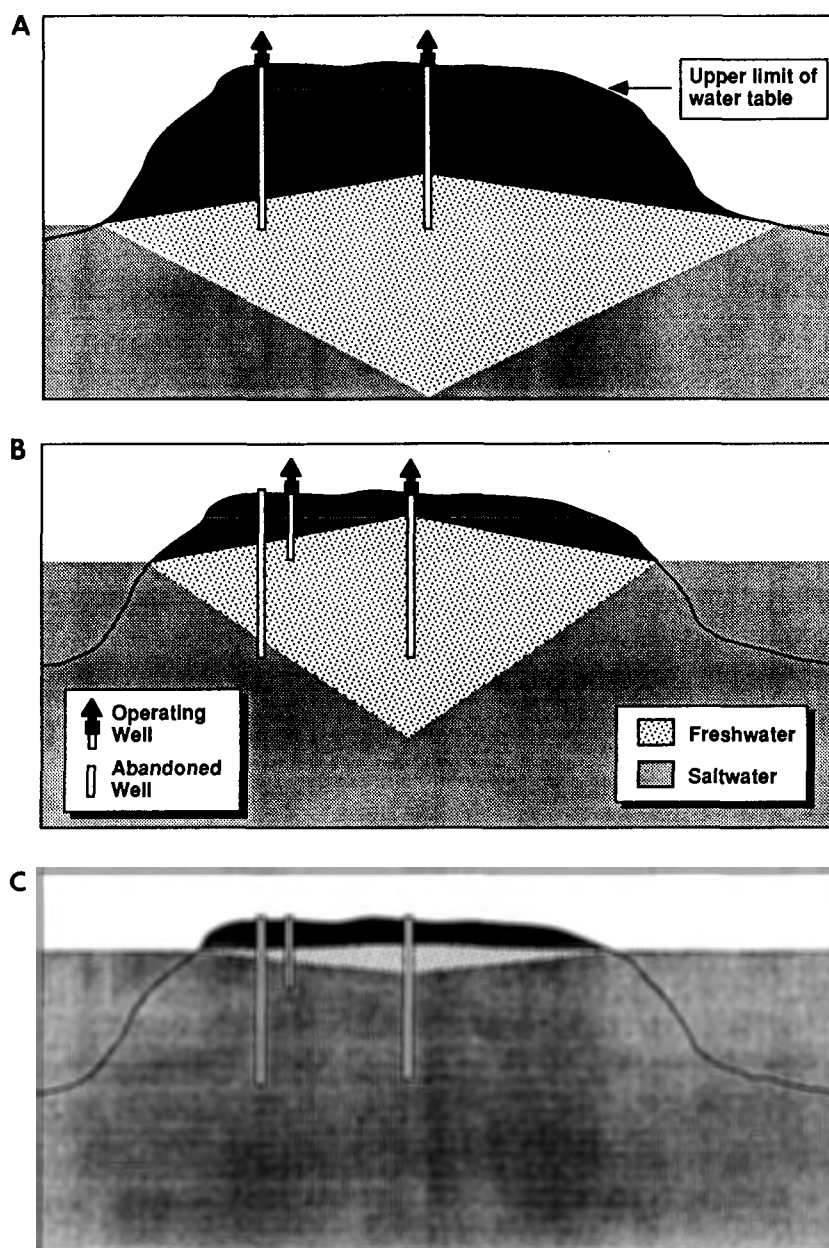 A
Upper limit of
water table
B
Operating
Well
Abandoned
Well
Freshwater
Saltwater
C